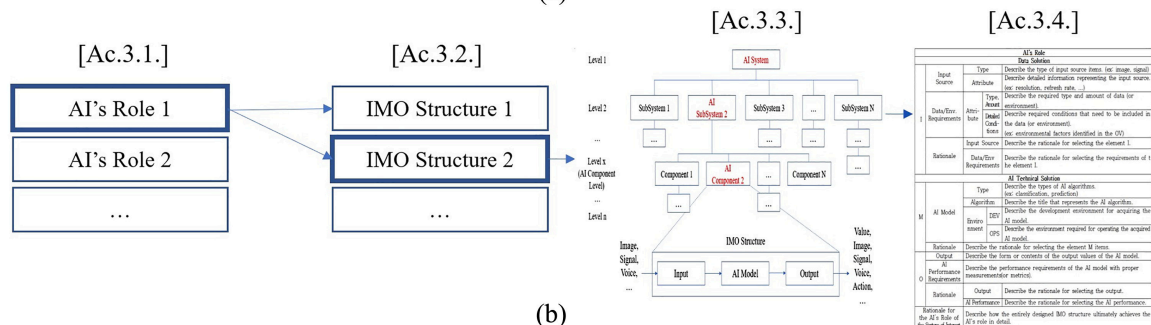 [Ac.3.1.]
AI's Role 1
AI's Role 2
...
[Ac.3.2.]
IMO Structure 1
IMO Structure 2
...
[Ac.3.3.]
Level 1
AI System
Level 2
SubSystem 1
AI
SubSystem 2
SubSystem 3
...
SubSystem N
...
...
...
...
...
...
Level x
(AI Component
Level)
...
Level n
Component 1
AI
Component 2
...
Component N
...
...
IMO Structure
Image,
Signal,
Voice,
...
Input
AI Model
Output
Value,
Image,
Signal,
Voice,
Action,
...
[Ac.3.4.]
AI's Role
Data Solution
I
Input
Source
Type
Describe the type of input source items. (ex: image, signal)
Attribute
Describe detailed information representing the input source.
(ex: resolution, refresh rate, ...)
Data/Env.
Requirements
Attri-
bute
Type,
Amount
Describe the required type and amount of data (or
environment).
Detailed
Condi-
tions
Describe required conditions that need to be included in
the data (or environment).
(ex: environmental factors identified in the OV)
Rationale
Input Source
Describe the rationale for selecting the element I.
Data/Env
Requirements
Describe the rationale for selecting the requirements of t
he element I.
AI Technical Solution
M
AI Model
Type
Describe the types of AI algorithms.
(ex: classification, prediction)
Algorithm
Describe the title that represents the AI algorithm.
Enviro
nment
DEV
Describe the development environment for acquiring the
AI model.
OPS
Describe the environment required for operating the acquired
AI model.
Rationale
Describe the rationale for selecting the element M items.
O
Output
Describe the form or contents of the output values of the AI model.
AI
Performance
Requirements
Describe the performance requirements of the AI model with proper
measurements(or metrics).
Rationale
Output
Describe the rationale for selecting the output.
AI Performance
Describe the rationale for selecting the AI performance.
Rationale for
the AI's Role of
Describe how the entirely designed IMO structure ultimately achieves the
AI's role in detail.
(b)